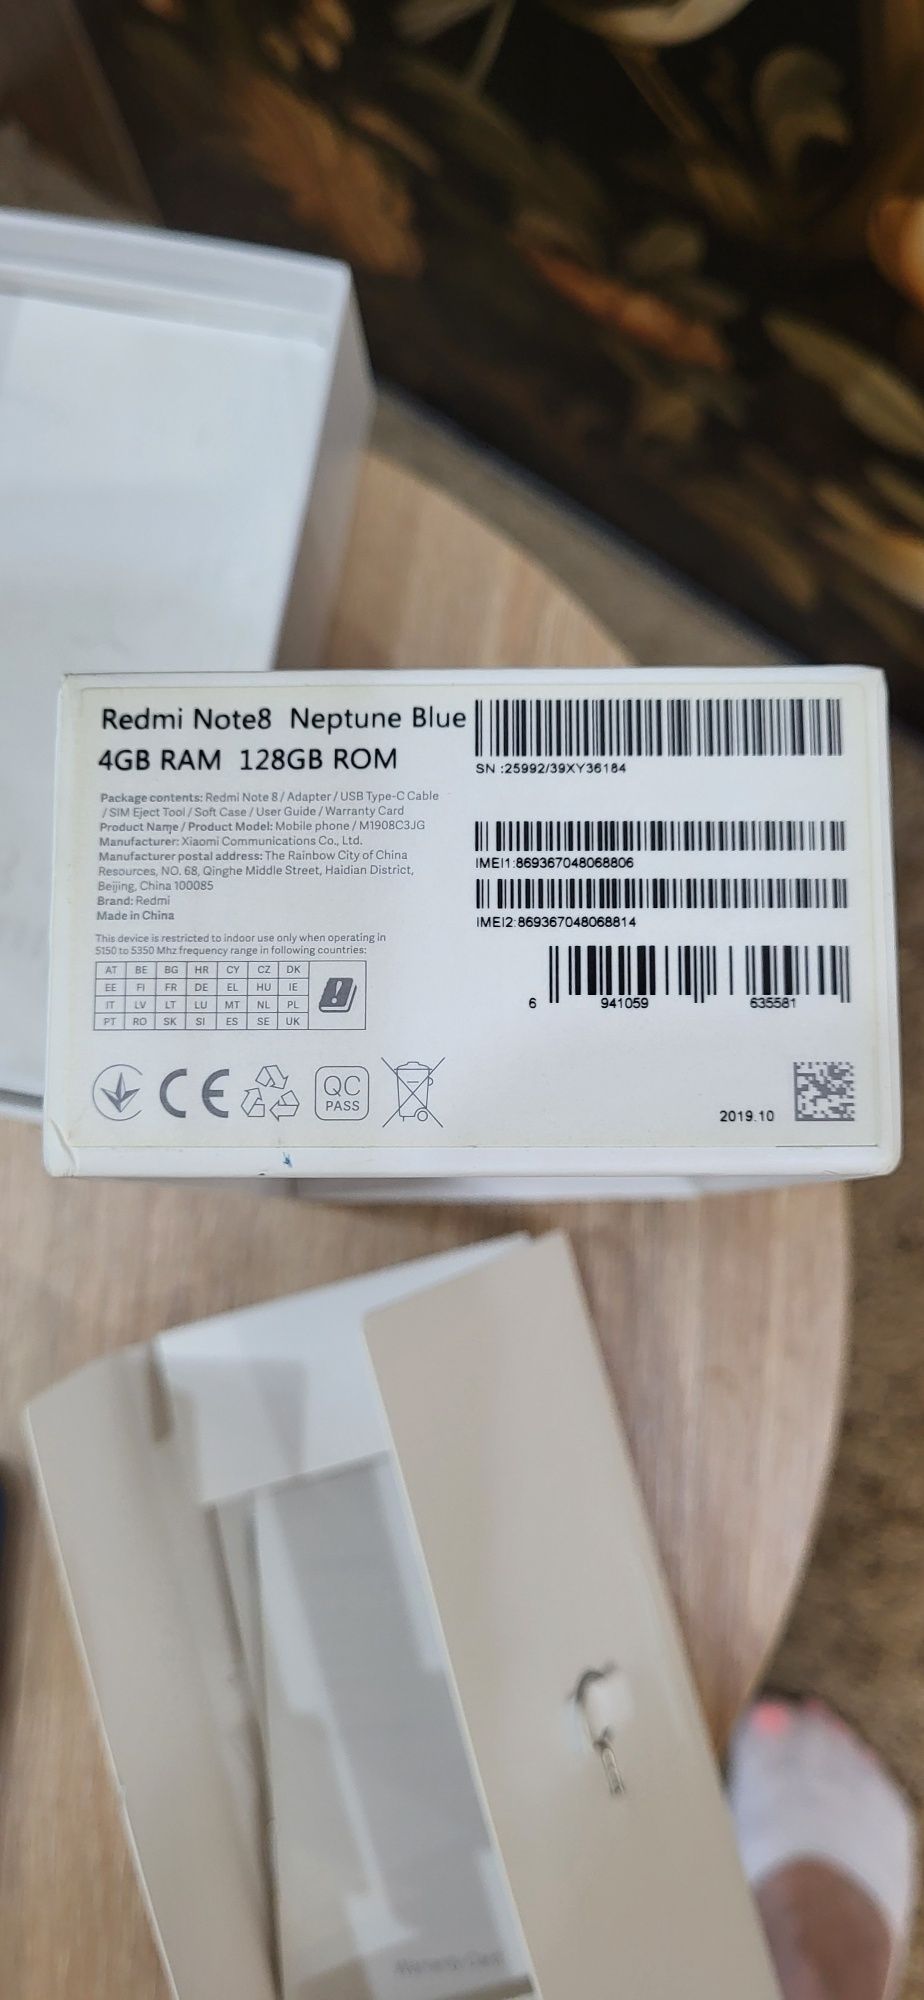 Redmi Note8 Neptune Blue
4GB RAM 128GB ROM
Package contents: Redmi Note 8 / Adapter / USB Type-C Cable
/ SIM Eject Tool / Soft Case / User Guide / Warranty Card
Product Name / Product Model: Mobile phone / M1908C3JG
Manufacturer: Xiaomi Communications Co., Ltd.
Manufacturer postal address: The Rainbow City of China
Resources, NO. 68, Qinghe Middle Street, Haidian District,
Beijing, China 100085
Brand: Redmi
Made in China
This device is restricted to indoor use only when operating in
5150 to 5350 Mhz frequency range in following countries:
AT BE BG HR CY CZ DK
EE FI FR DE EL HU IE
IT LV LT LU MT NL PL
PT RO SK SI ES SE UK
CE
QC
PASS
SN :25992/39XY36184
IMEI1:869367048068806
IMEI2:869367048068814
6 941059 635581
2019.10
Warranty Card